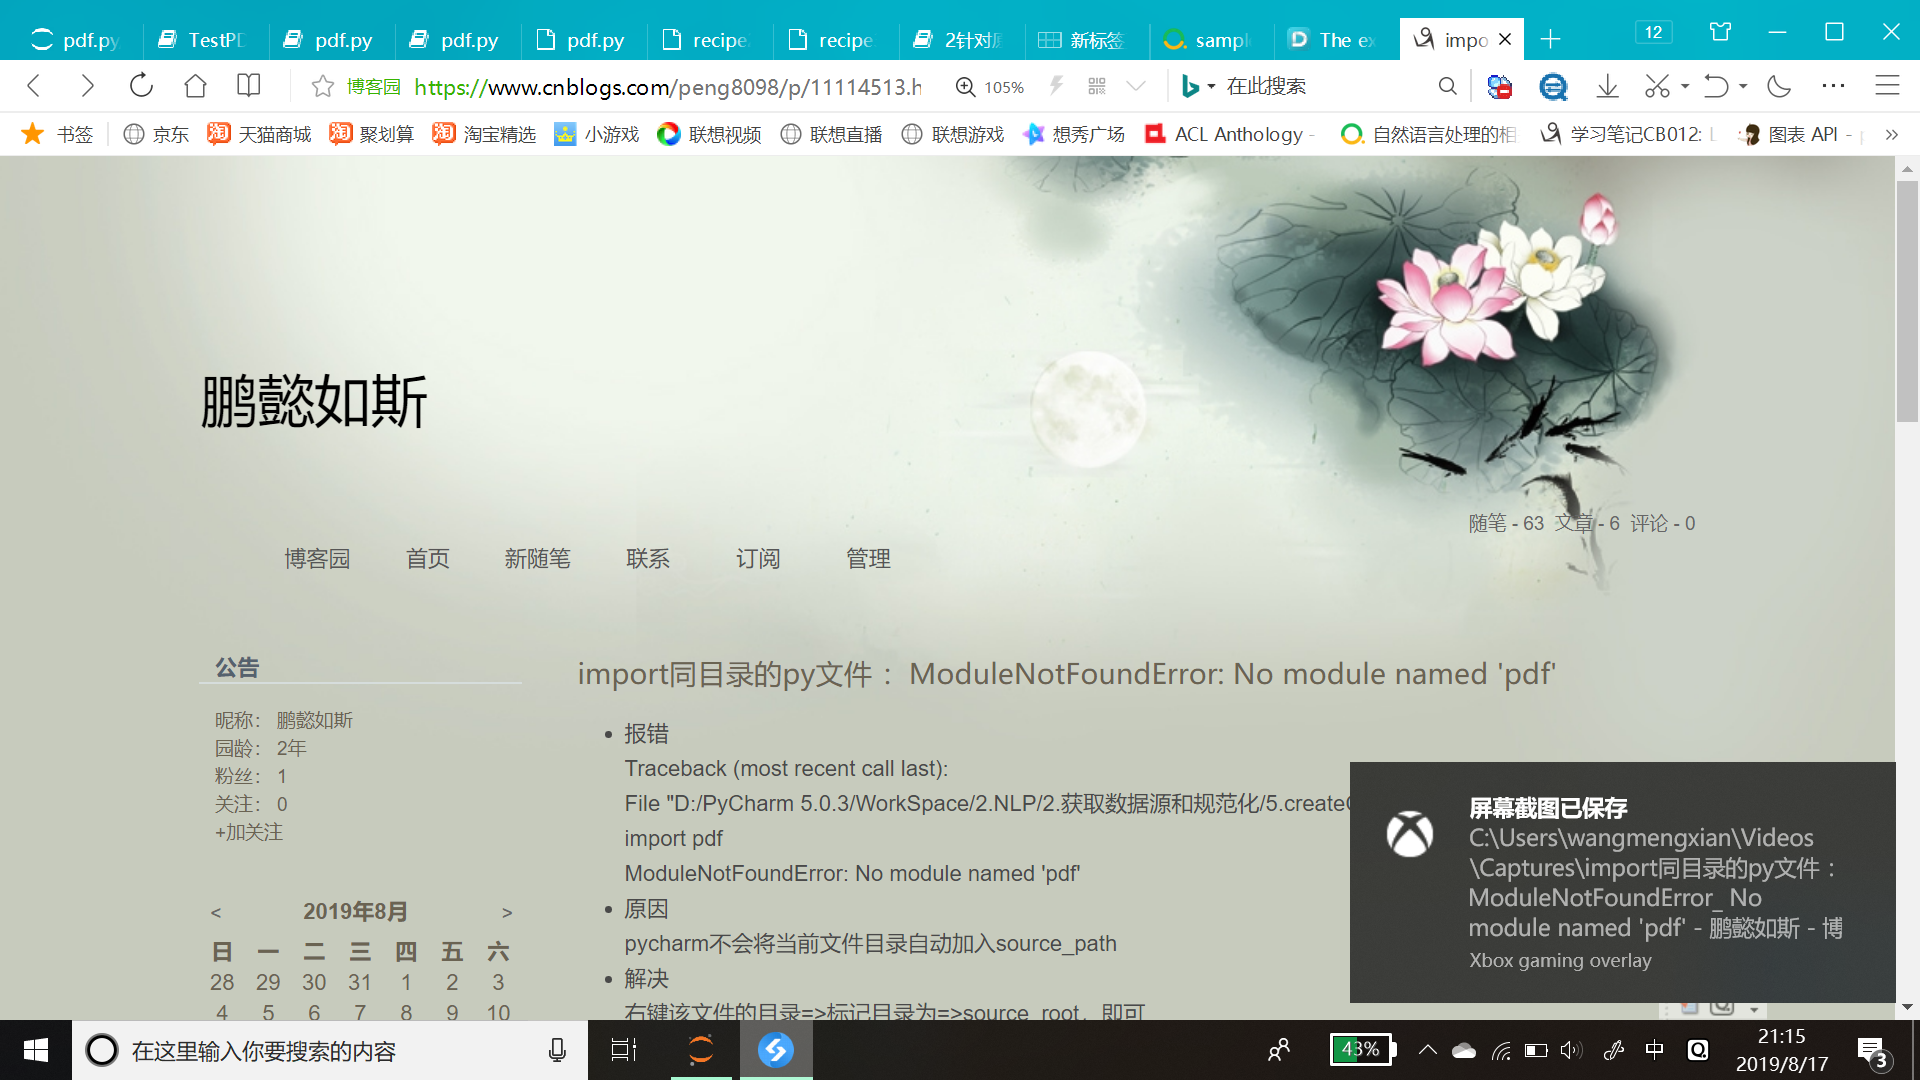 pdf.py
TestPD
pdf.py
pdf.py
pdf.py
recipe.
recipe
2针对
新标签
sampl
The ex
impo
12
博客园 https://www.cnblogs.com/peng8098/p/11114513.h
105%
在此搜索
书签
京东
天猫商城
聚划算
淘宝精选
小游戏
联想视频
联想直播
联想游戏
想秀广场
ACL Anthology -
自然语言处理的相
学习笔记CB012:
图表 API -
鹏懿如斯
随笔 - 63 文章 - 6 评论 - 0
博客园
首页
新随笔
联系
订阅
管理
公告
昵称： 鹏懿如斯
园龄： 2年
粉丝： 1
关注： 0
+加关注
< 2019年8月 >
日 一 二 三 四 五 六
28 29 30 31 1 2 3
4 5 6 7 8 9 10
import同目录的py文件 ：ModuleNotFoundError: No module named 'pdf'
报错
Traceback (most recent call last):
File "D:/PyCharm 5.0.3/WorkSpace/2.NLP/2.获取数据源和规范化/5.create
import pdf
ModuleNotFoundError: No module named 'pdf'
原因
pycharm不会将当前文件目录自动加入source_path
解决
右键该文件的目录=>标记目录为=>source_root，即可
屏幕截图已保存
C:\Users\wangmengxian\Videos
\Captures\import同目录的py文件：
ModuleNotFoundError_ No
module named 'pdf' - 鹏懿如斯 - 博
Xbox gaming overlay
在这里输入你要搜索的内容
43%
中
21:15
2019/8/17
3